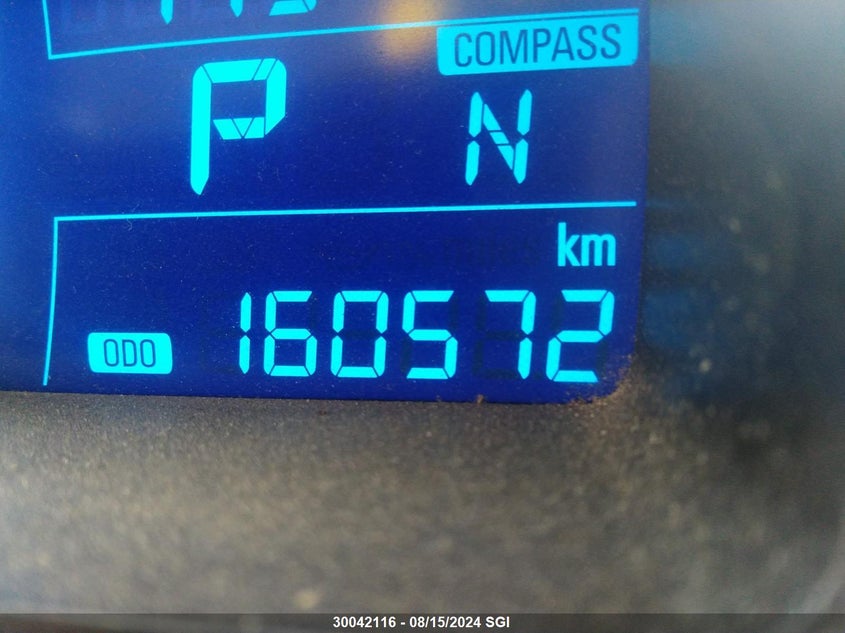 COMPASS
P N
km
ODO 160572
30042116 - 08/15/2024 SGI